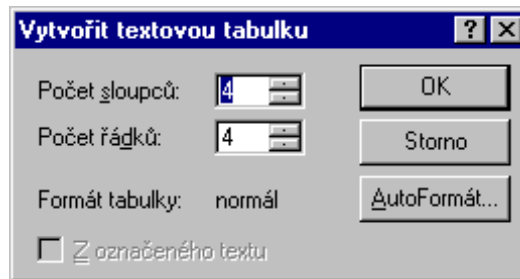 Vytvořit textovou tabulku
Počet sloupců: 4
OK
Počet řádků: 4
Storno
Formát tabulky: normál
AutoFormát...
Z označeného textu